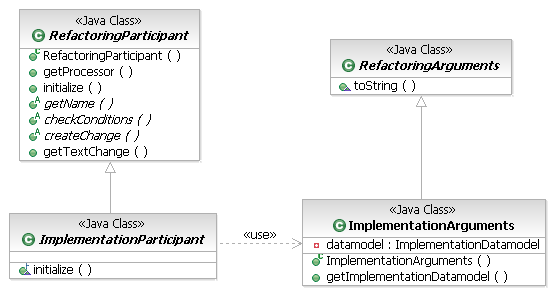 «Java Class»
RefactoringParticipant
RefactoringParticipant ( )
getProcessor ( )
initialize ( )
getName ( )
checkConditions ( )
createChange ( )
getTextChange ( )
«Java Class»
RefactoringArguments
toString ( )
«Java Class»
ImplementationParticipant
initialize ( )
«use»
«Java Class»
ImplementationArguments
datamodel : ImplementationDatamodel
ImplementationArguments ( )
getImplementationDatamodel ( )